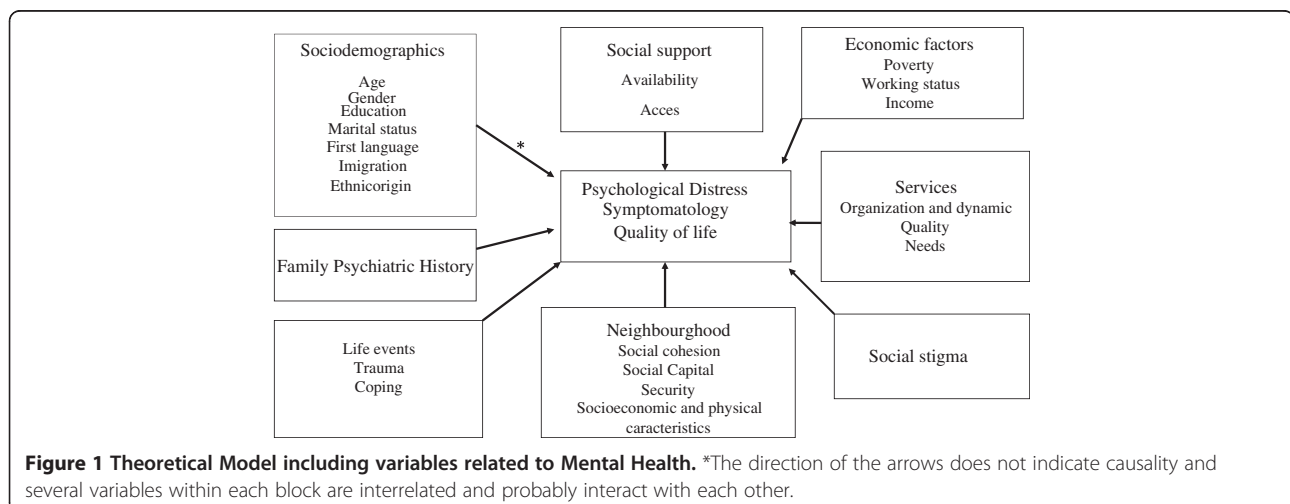 Sociodemographics
Age
Gender
Education
Marital status
First language
Imigration
Ethnicorigin
*
Social support
Availability
Acces
Economic factors
Poverty
Working status
Income
Psychological Distress
Symptomatology
Quality of life
Services
Organization and dynamic
Quality
Needs
Family Psychiatric History
Life events
Trauma
Coping
Neighbourghood
Social cohesion
Social Capital
Security
Socioeconomic and physical
caracteristics
Social stigma
Figure 1 Theoretical Model including variables related to Mental Health. *The direction of the arrows does not indicate causality and
several variables within each block are interrelated and probably interact with each other.